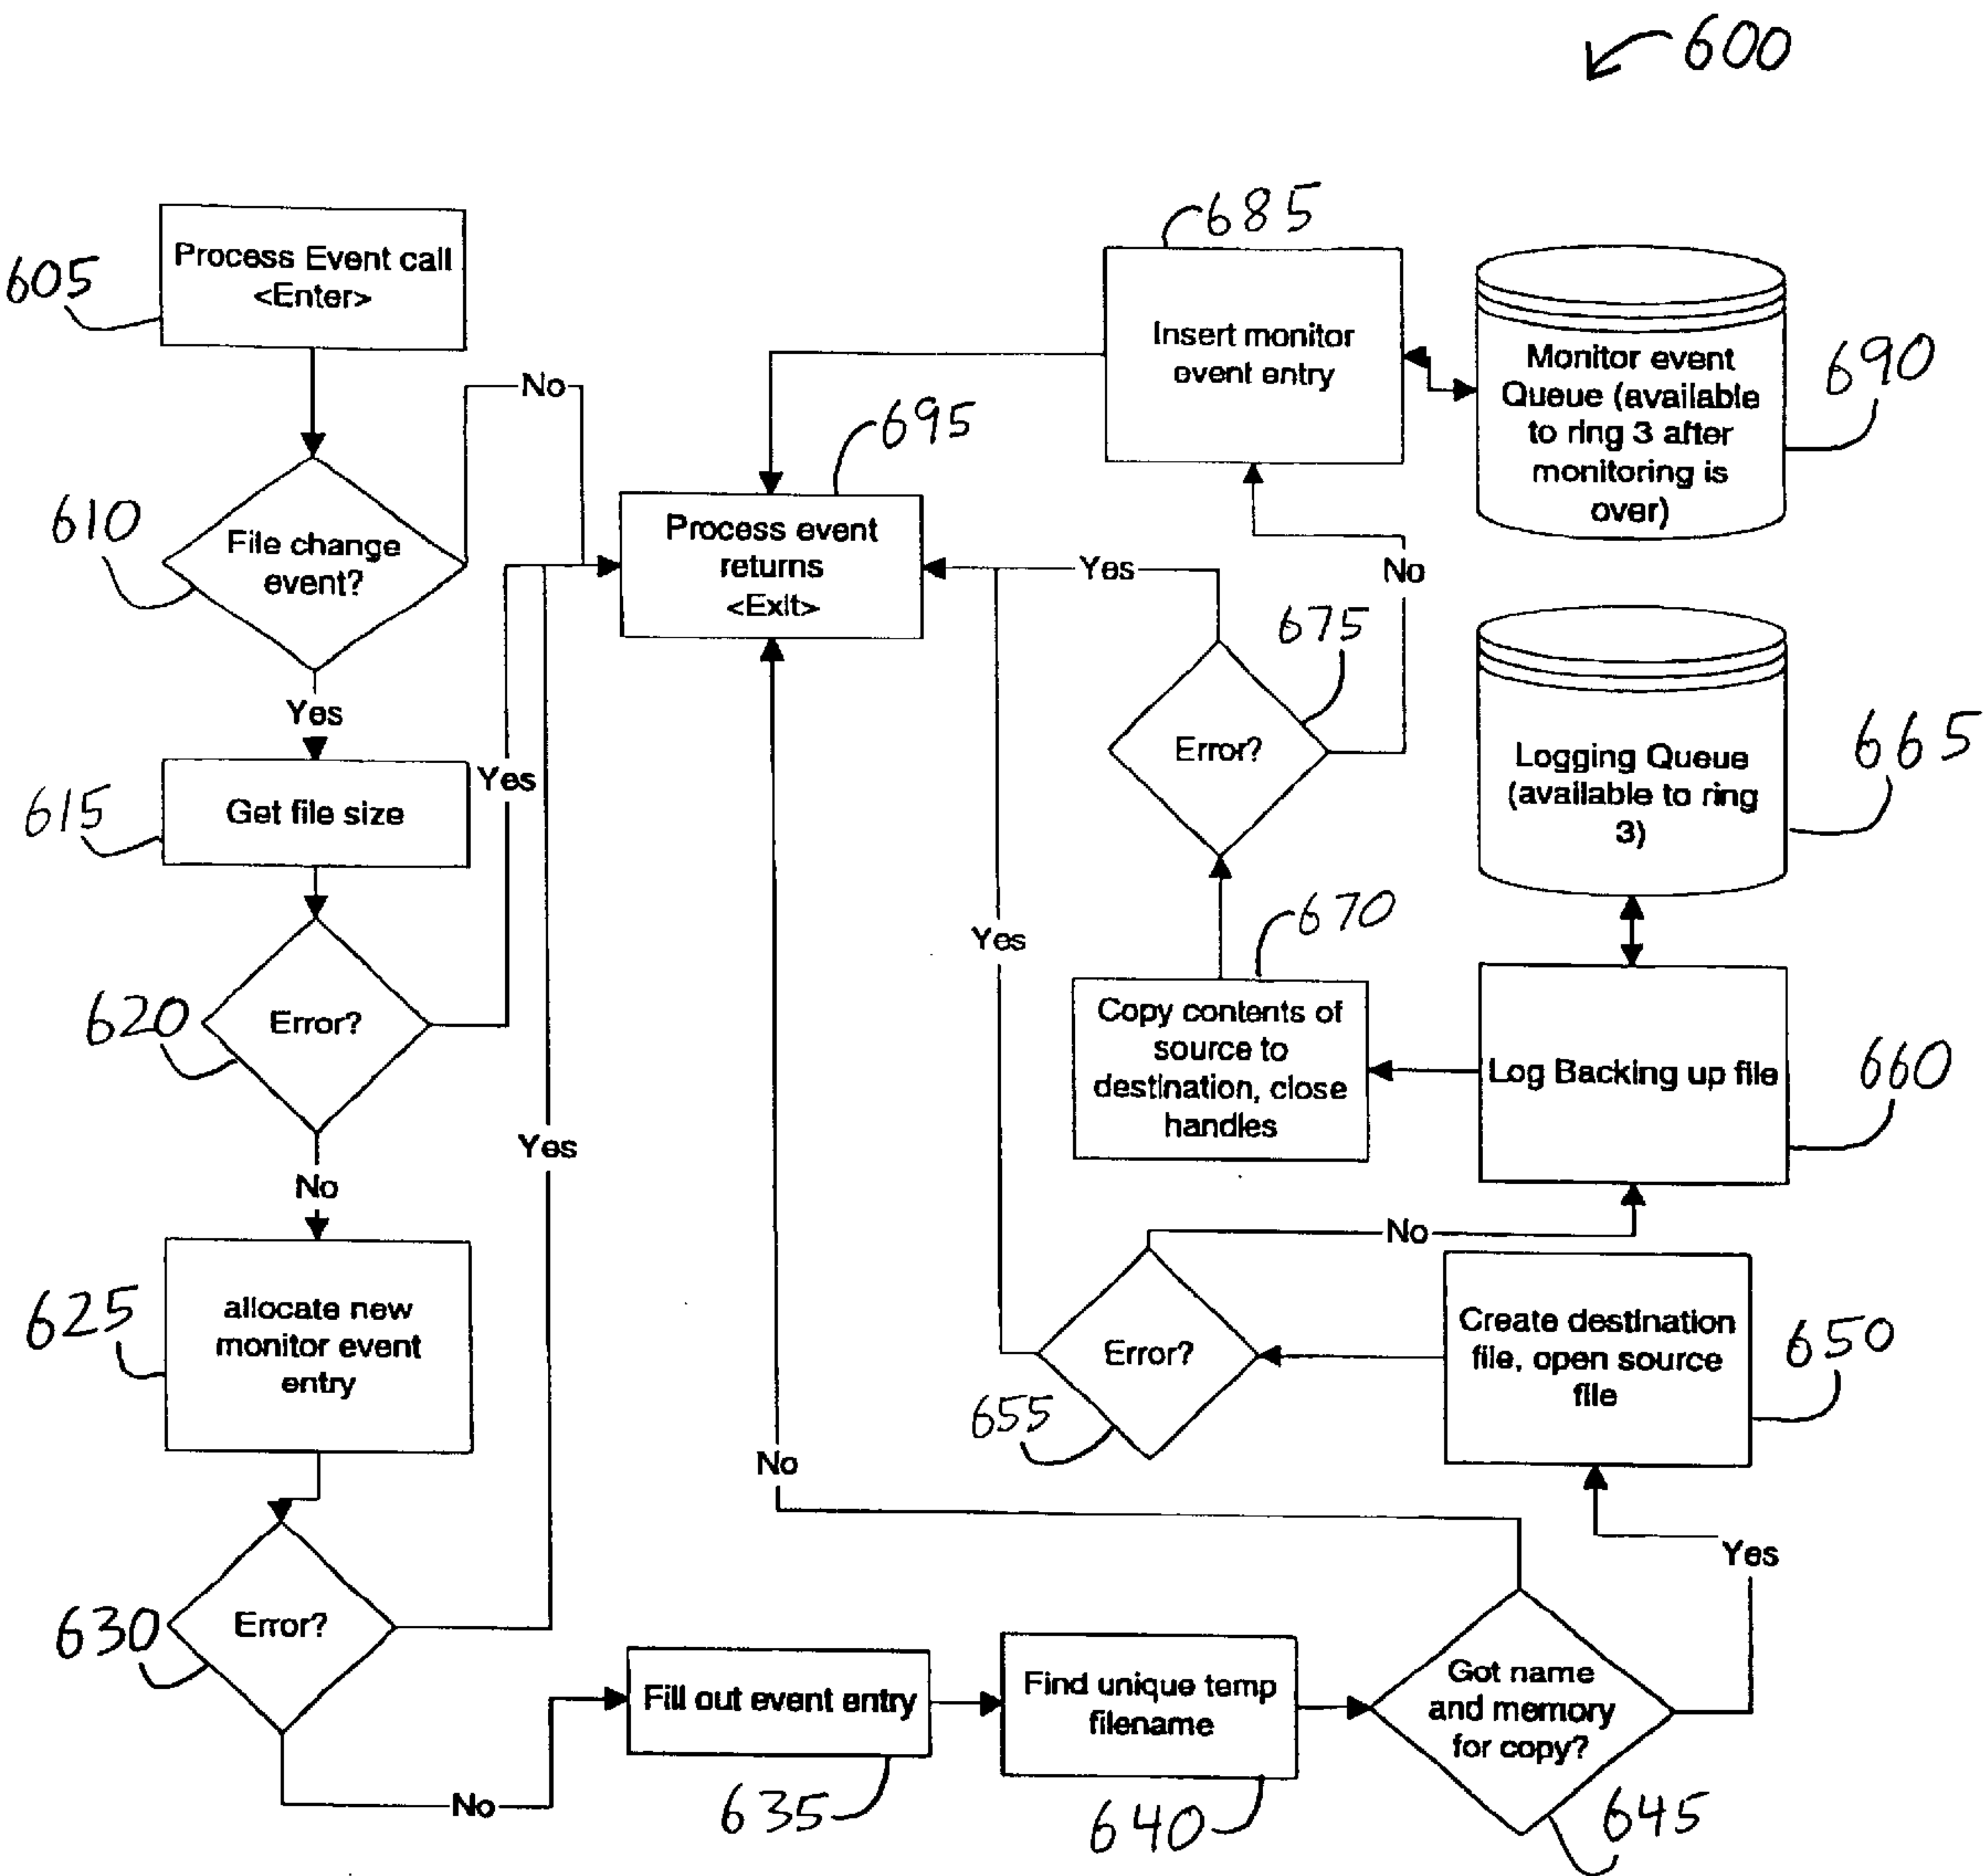 600
Process Event call
<Enter>
605
No
File change
event?
610
Yes
Get file size
615
Yes
Error?
620
No
Yes
allocate new
monitor event
entry
625
Error?
630
No
Fill out event entry
635
Find unique temp
filename
640
Got name
and memory
for copy?
645
No
Yes
Create destination
file, open source
file
650
Error?
655
Yes
No
Log Backing up file
660
Logging Queue
(available to ring
3)
665
Copy contents of
source to
destination, close
handles
670
Error?
675
Yes
No
Insert monitor
event entry
685
Monitor event
Queue (available
to ring 3 after
monitoring is
over)
690
Process event
returns
<Exit>
695